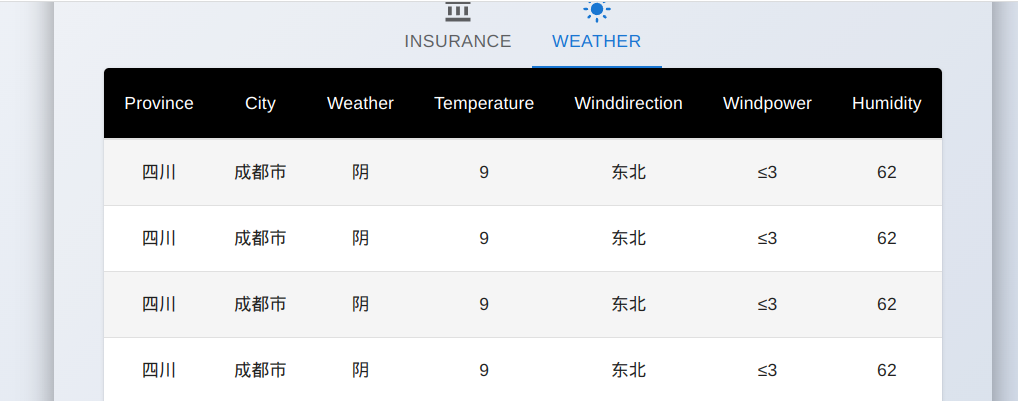 INSURANCE WEATHER
Province City Weather Temperature Winddirection Windpower Humidity
四川 成都市 阴 9 东北 ≤3 62
四川 成都市 阴 9 东北 ≤3 62
四川 成都市 阴 9 东北 ≤3 62
四川 成都市 阴 9 东北 ≤3 62